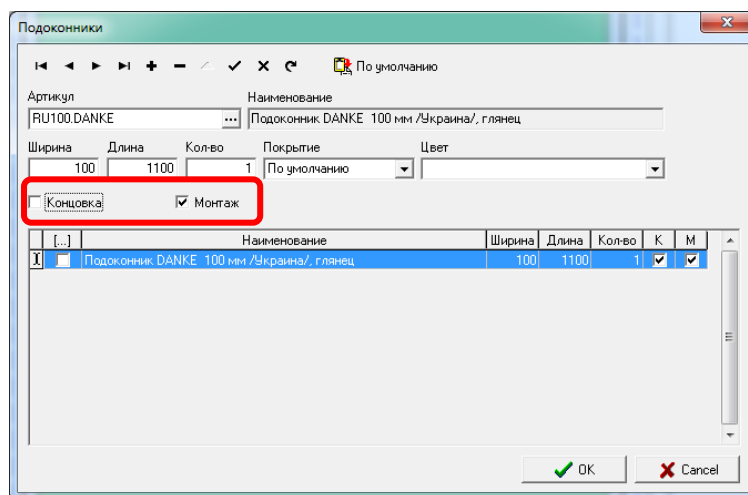 Подоконники
По умолчанию
Артикул Наименование
RU100.DANKE ... Подоконник DANKE 100 мм /Украина/, глянец
Ширина Длина Кол-во Покрытие Цвет
100 1100 1 По умолчанию
Концовка Монтаж
[...] Наименование Ширина Длина Кол-во К М
Подоконник DANKE 100 мм /Украина/, глянец 100 1100 1
OK Cancel